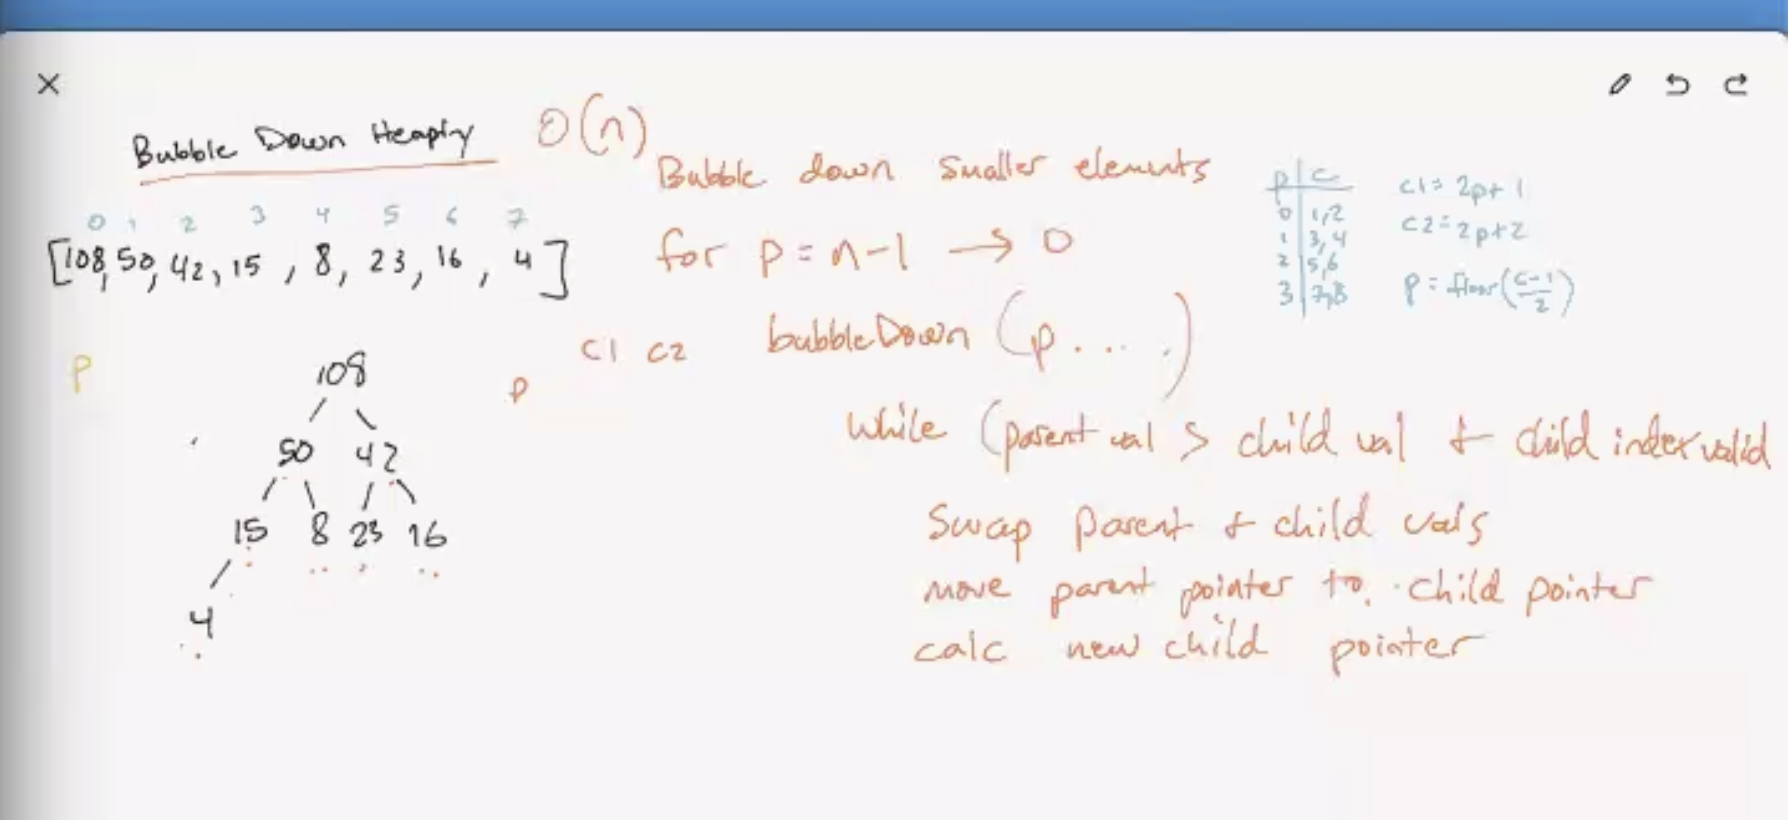 Bubble Down Heapify O(n)
Bubble down smaller elements
0 1 2 3 4 5 6 7
[108, 50, 42, 15, 8, 23, 16, 4]
for p = n-1 → 0
p | c
0 | 1,2
1 | 3,4
2 | 5,6
3 | 7,8
c1 = 2p+1
c2 = 2p+2
p = floor(c-1/2)
P
108
50 42
15 8 23 16
4
p
c1 c2
bubbleDown (p . . . .)
while (parent val > child val & child index valid
swap parent & child vals
move parent pointer to child pointer
calc new child pointer